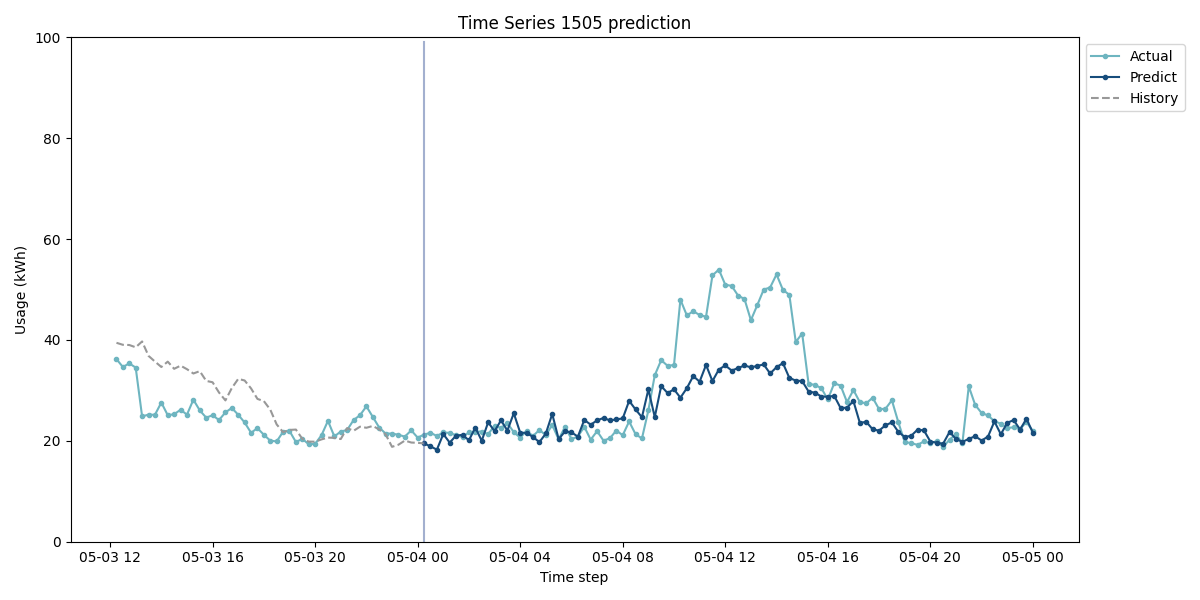 Time Series 1505 prediction
100
80
60
40
20
0
Usage (kWh)
05-03 12 05-03 16 05-03 20 05-04 00 05-04 04 05-04 08 05-04 12 05-04 16 05-04 20 05-05 00
Time step
Actual
Predict
History